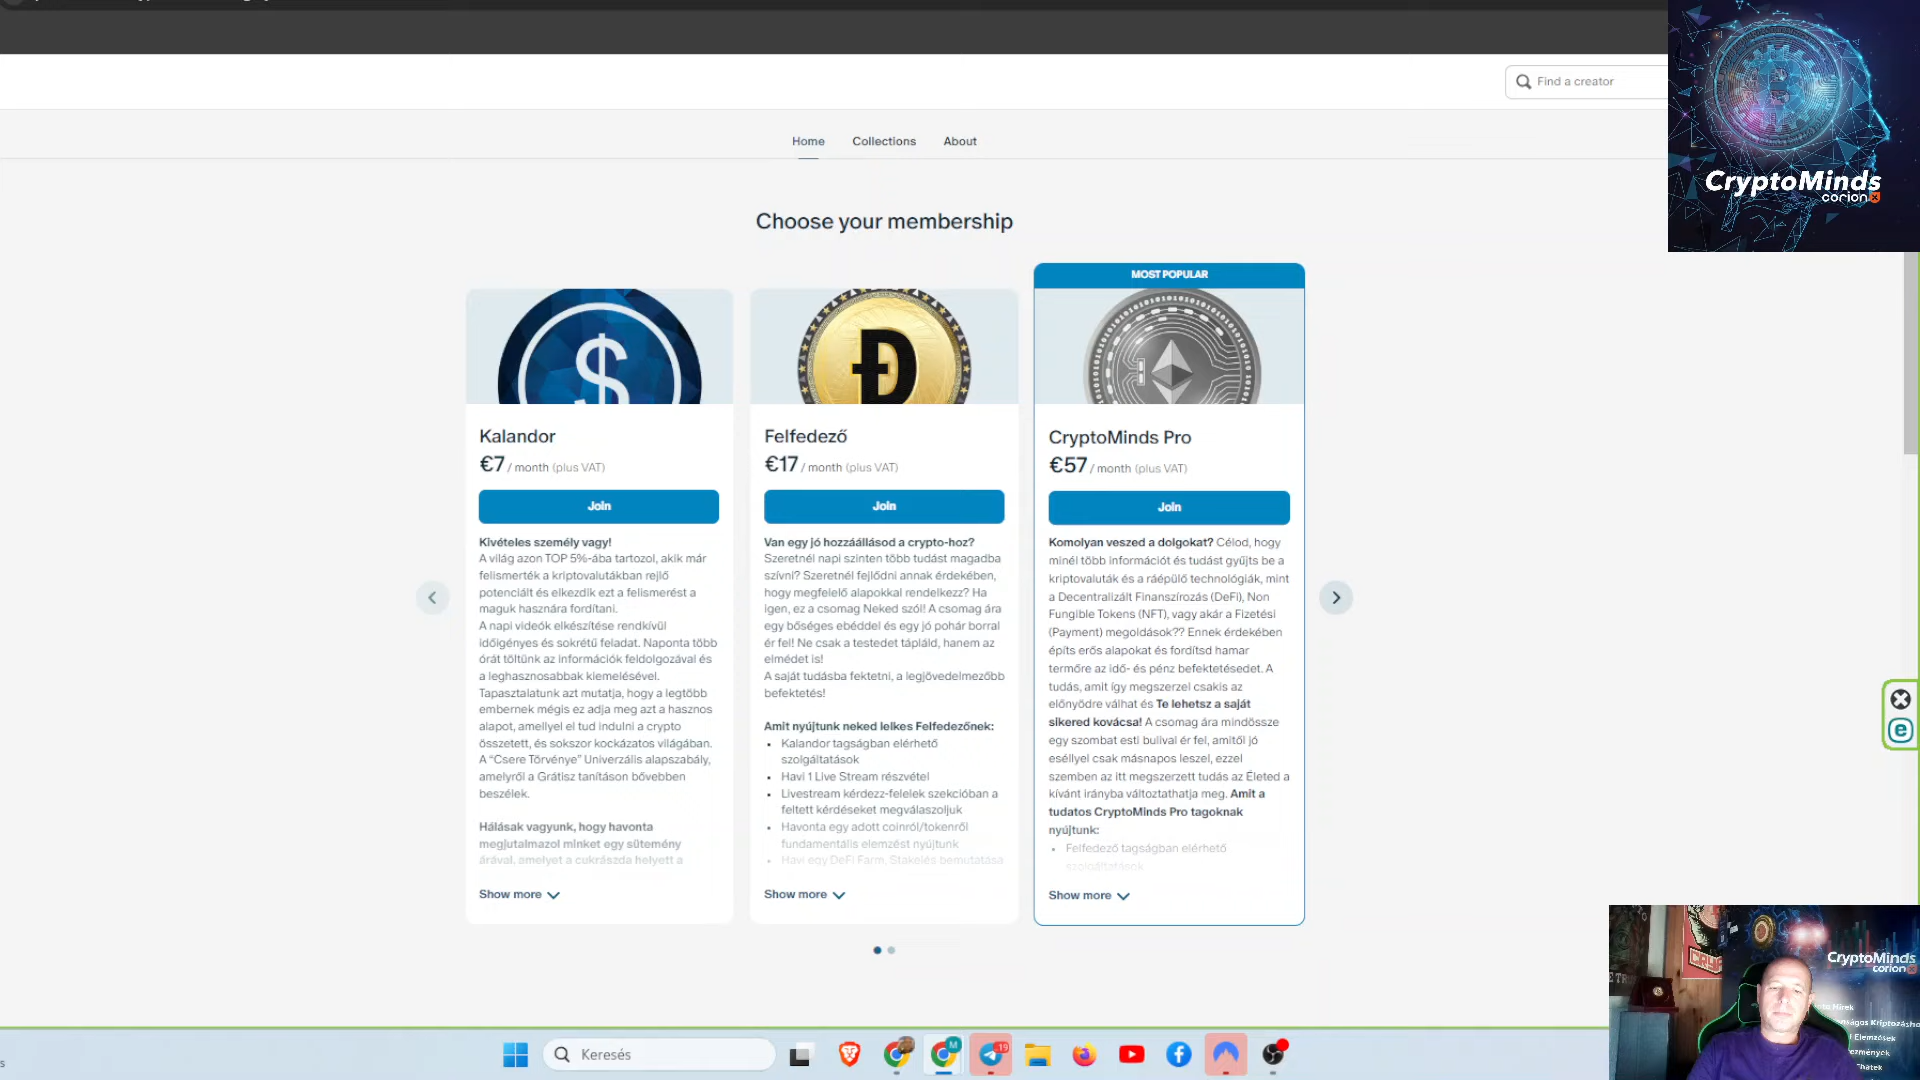 Find a creator
CryptoMinds
corion
Home
Collections
About
Choose your membership
MOST POPULAR
Kalandor
€7 / month (plus VAT)
Join
Kivételes személy vagy!
A világ azon TOP 5%-ába tartozol, akik már
felismerték a kriptovalutákban rejlő
potenciált és elkezdik ezt a felismerést a
maguk hasznára fordítani.
A napi videók elkészítése rendkívül
időigényes és sokrétű feladat. Naponta több
órát töltünk az információk feldolgozával és
a leghasznosabbak kiemelésével.
Tapasztalatunk azt mutatja, hogy a legtöbb
embernek mégis ez adja meg azt a hasznos
alapot, amellyel el tud indulni a crypto
összetett, és sokszor kockázatos világában.
A “Csere Törvénye” Univerzális alapszabály,
amelyről a Grátisz tanításon bővebben
beszélek.
Hálásak vagyunk, hogy havonta
megjutalmazol minket egy sütemény
árával, amelyet a cukrászda helyett a
Show more
Felfedező
€17 / month (plus VAT)
Join
Van egy jó hozzáállásod a crypto-hoz?
Szeretnél napi szinten több tudást magadba
szívni? Szeretnél fejlődni annak érdekében,
hogy megfelelő alapokkal rendelkezz? Ha
igen, ez a csomag Neked szól! A csomag ára
egy bőséges ebéddel és egy jó pohár borral
ér fel! Ne csak a testedet tápláld, hanem az
elmédet is!
A saját tudásba fektetni, a legjövedelmezőbb
befektetés!
Amit nyújtunk neked lelkes Felfedezőnek:
• Kalandor tagságban elérhető
szolgáltatások
• Havi 1 Live Stream részvétel
• Livestream kérdezz-felelek szekcióban a
feltett kérdéseket megválaszoljuk
• Havonta egy adott coinról/tokenről
fundamentális elemzést nyújtunk
• Havi egy DeFi Farm, Stakelés bemutatása
Show more
CryptoMinds Pro
€57 / month (plus VAT)
Join
Komolyan veszed a dolgokat? Célod, hogy
minél több információt és tudást gyűjts be a
kriptovaluták és a ráépülő technológiák, mint
a Decentralizált Finanszírozás (DeFi), Non
Fungible Tokens (NFT), vagy akár a Fizetési
(Payment) megoldások?? Ennek érdekében
építs erős alapokat és fordítsd hamar
termőre az idő- és pénz befektetésedet. A
tudás, amit így megszerzel csakis az
előnyödre válhat és Te lehetsz a saját
sikered kovácsa! A csomag ára mindössze
egy szombat esti bulival ér fel, amitől jó
eséllyel csak másnapos leszel, ezzel
szemben az itt megszerzett tudás az Életed a
kívánt irányba változtathatja meg. Amit a
tudatos CryptoMinds Pro tagoknak
nyújtunk:
• Felfedező tagságban elérhető
szolgáltatások
Show more
CryptoMinds
corion
Keresés
19